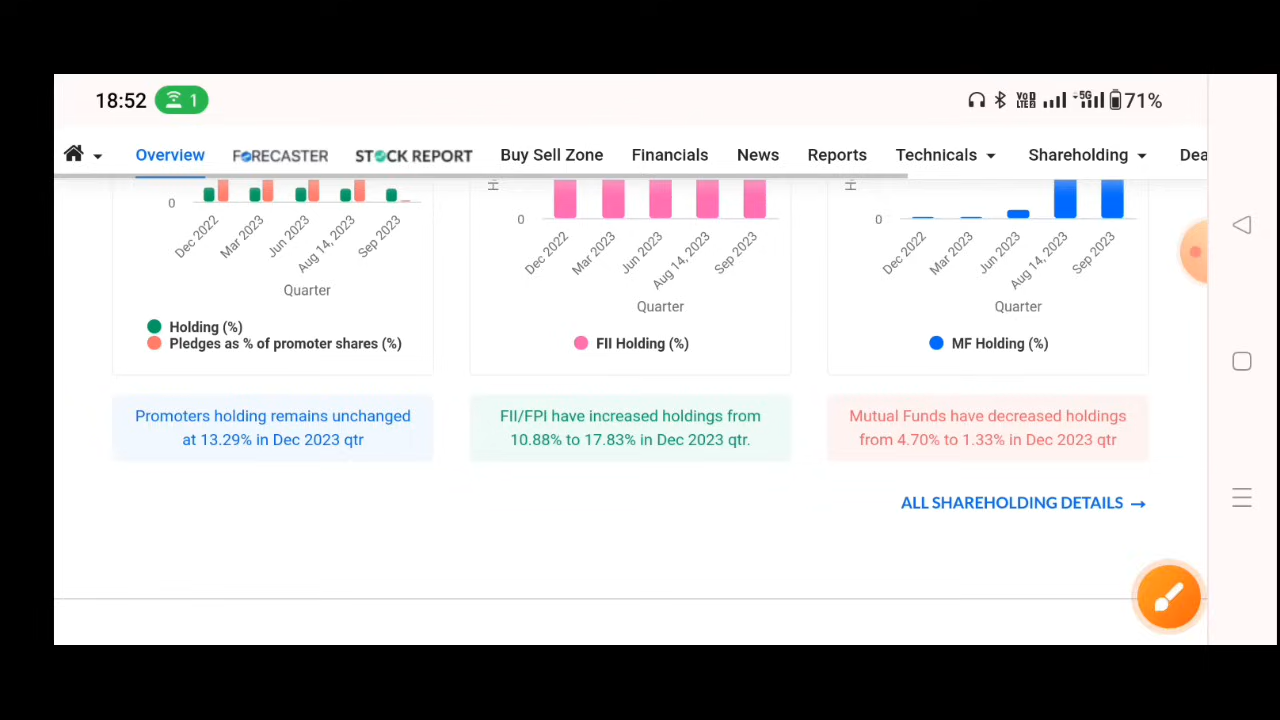 18:52 1 VoD LTE2 5G 71%
Overview FORECASTER STOCK REPORT Buy Sell Zone Financials News Reports Technicals Shareholding Dea
0 0 0
Dec 2022 Mar 2023 Jun 2023 Aug 14, 2023 Sep 2023
Dec 2022 Mar 2023 Jun 2023 Aug 14, 2023 Sep 2023
Dec 2022 Mar 2023 Jun 2023 Aug 14, 2023 Sep 2023
Quarter Quarter Quarter
Holding (%)
Pledges as % of promoter shares (%) FII Holding (%) MF Holding (%)
Promoters holding remains unchanged
at 13.29% in Dec 2023 qtr
FII/FPI have increased holdings from
10.88% to 17.83% in Dec 2023 qtr.
Mutual Funds have decreased holdings
from 4.70% to 1.33% in Dec 2023 qtr
ALL SHAREHOLDING DETAILS →